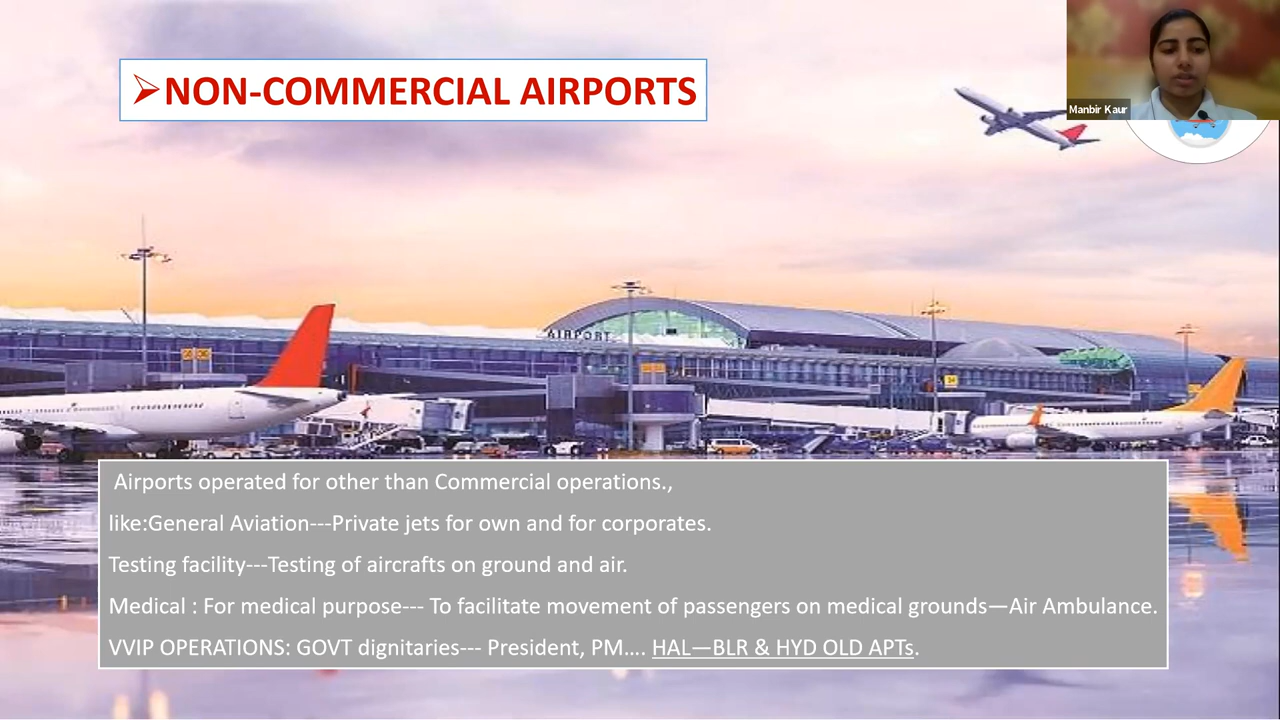 ➢NON-COMMERCIAL AIRPORTS
Manbir Kaur
AIRPORT
Airports operated for other than Commercial operations.,
like:General Aviation---Private jets for own and for corporates.
Testing facility---Testing of aircrafts on ground and air.
Medical : For medical purpose--- To facilitate movement of passengers on medical grounds—Air Ambulance.
VVIP OPERATIONS: GOVT dignitaries--- President, PM…. HAL—BLR & HYD OLD APTs.